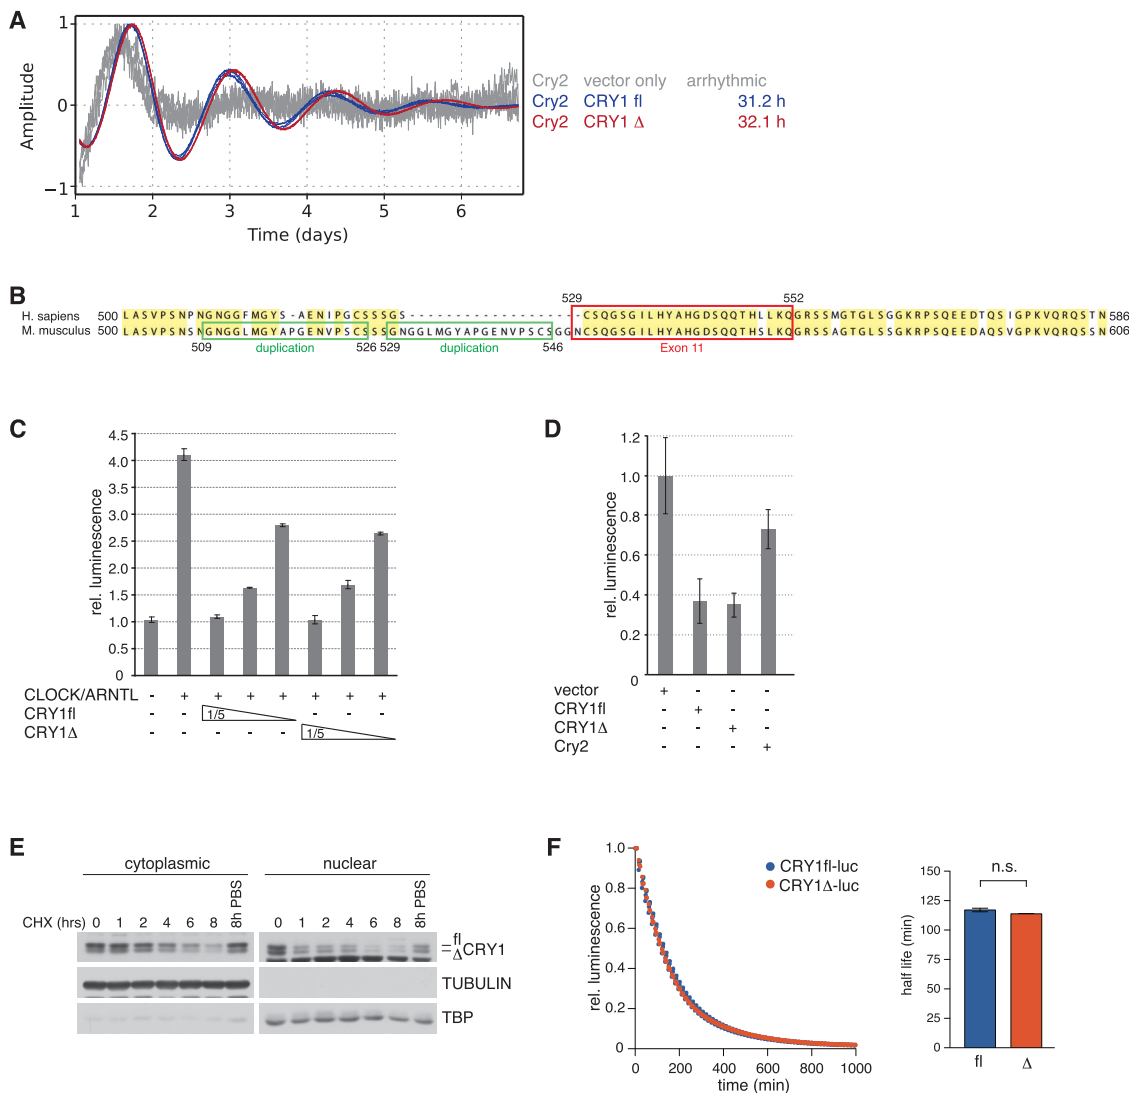 A
Amplitude
1
0
−1
1 2 3 4 5 6
Time (days)
Cry2 vector only arrhythmic
Cry2 CRY1 fl 31.2 h
Cry2 CRY1 Δ 32.1 h
B
529 552
H. sapiens 500 LASVPSNPNGNGGFMGYS-AENIPGCSSSGS------------------CSQGSGILHYAHGDSQQTHLLKQGRSSMGTGLSGGKRPSQEEDTQSIGPKVQRQSTN 586
M. musculus 500 LASVPSNSNGNGGLMGYAPGENVPSCSSSGNGGLMGYAPGENVPSCSGGNCSQGSGILHYAHGDSQQTHLLKQGRSSAGTGLSSGKRPSQEEDAQSVGPKVQRQSSN 606
509 duplication 526 529 duplication 546 Exon 11
C
rel. luminescence
4.5
4.0
3.5
3.0
2.5
2.0
1.5
1.0
0.5
0
CLOCK/ARNTL - + + + + + + +
CRY1fl - - 1/5 - - -
CRY1Δ - - - - - 1/5
D
rel. luminescence
1.2
1.0
0.8
0.6
0.4
0.2
0
vector + - - -
CRY1fl - + - -
CRY1Δ - - + -
Cry2 - - - +
E
cytoplasmic nuclear
CHX (hrs) 0 1 2 4 6 8 8h PBS 0 1 2 4 6 8 8h PBS
fl
Δ CRY1
TUBULIN
TBP
F
rel. luminescence
1.0
0.8
0.6
0.4
0.2
0
0 200 400 600 800 1000
time (min)
CRY1fl-luc
CRY1Δ-luc
n.s.
half life (min)
150
125
100
75
50
25
0
fl Δ